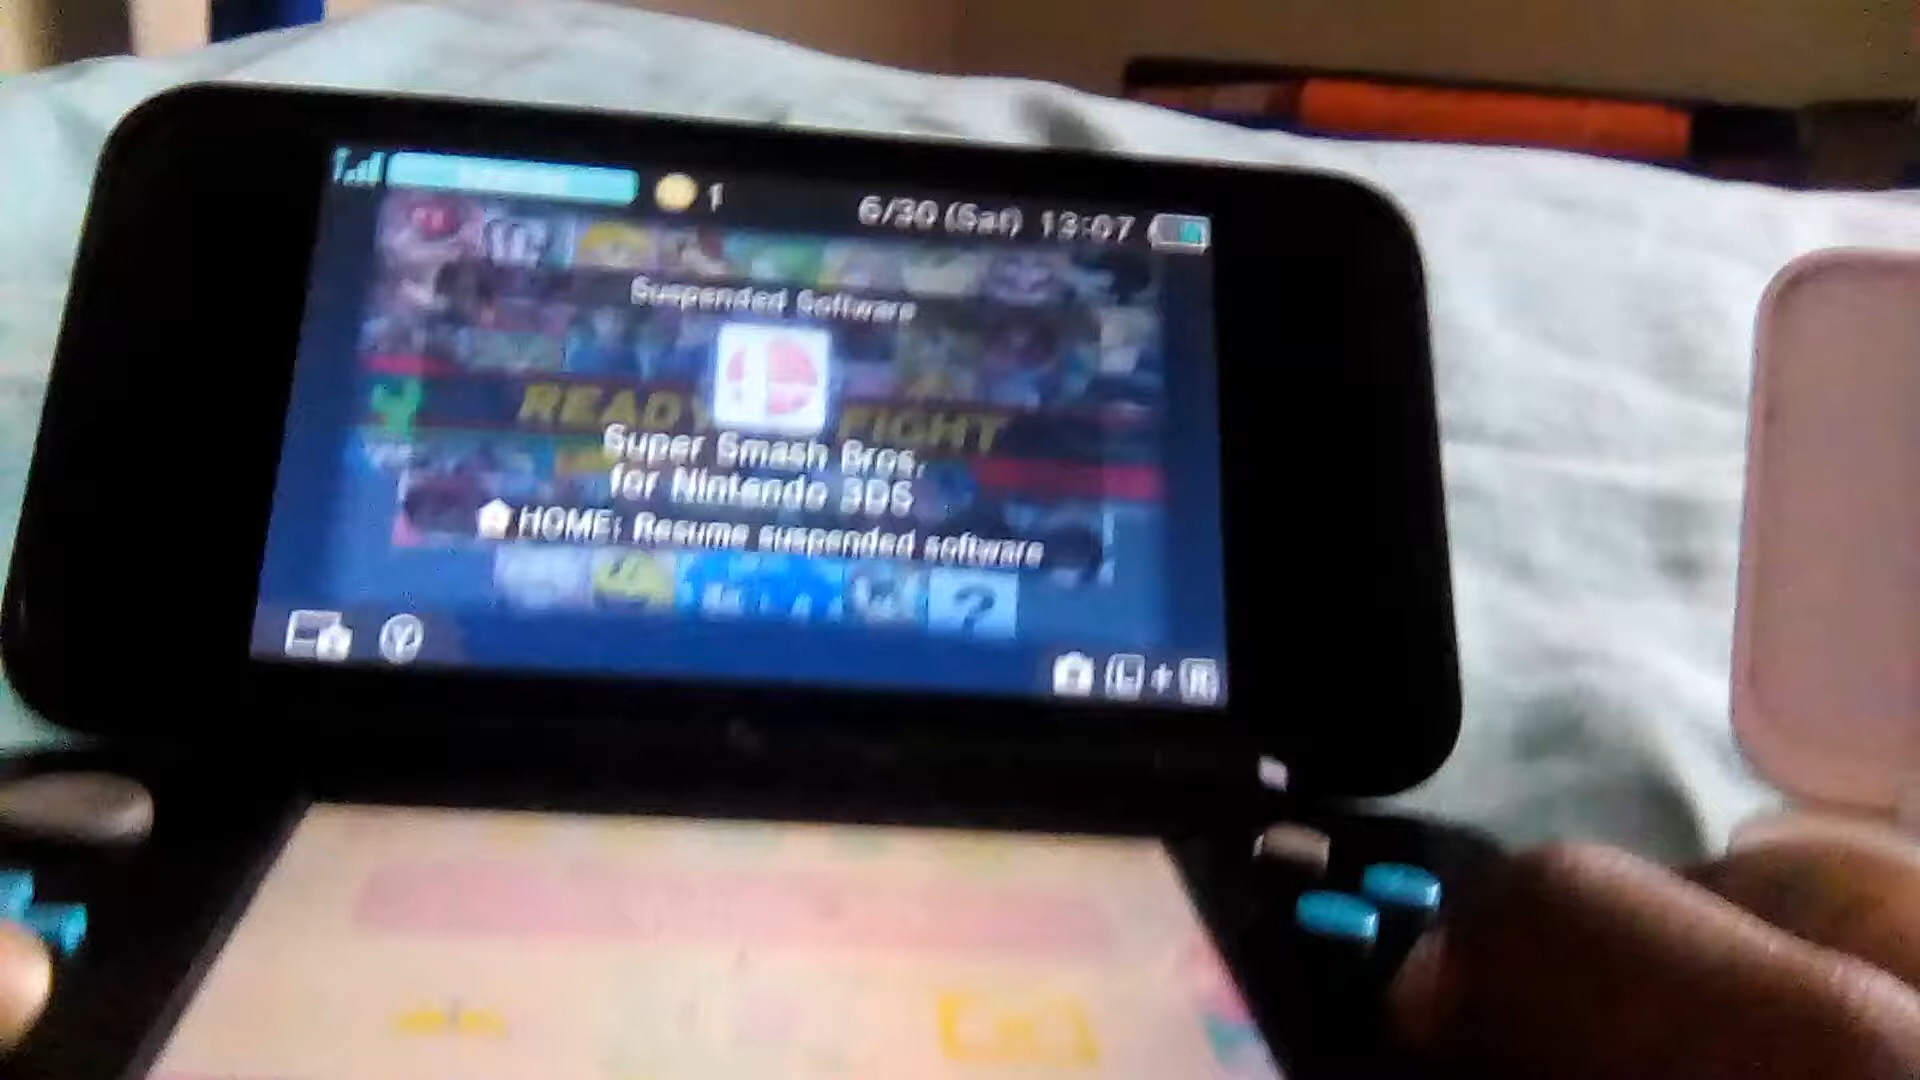 1 6/30 (Sat) 13:07
Suspended Software
READY FIGHT
Super Smash Bros.
for Nintendo 3DS
HOME: Resume suspended software
?
Y
L + R